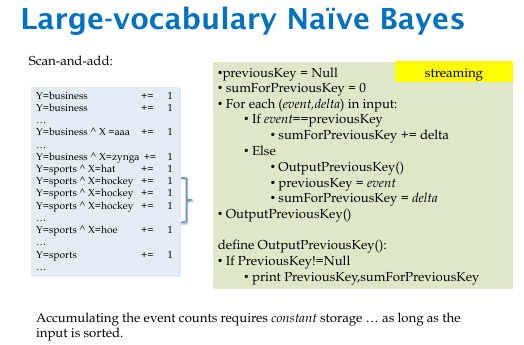 Large-vocabulary Naïve Bayes
Scan-and-add:
Y=business += 1
Y=business += 1
…
Y=business ^ X =aaa += 1
…
Y=business ^ X=zynga += 1
Y=sports ^ X=hat += 1
Y=sports ^ X=hockey += 1
Y=sports ^ X=hockey += 1
Y=sports ^ X=hockey += 1
…
Y=sports ^ X=hoe += 1
…
Y=sports += 1
…
streaming
•previousKey = Null
• sumForPreviousKey = 0
• For each (event,delta) in input:
• If event==previousKey
• sumForPreviousKey += delta
• Else
• OutputPreviousKey()
• previousKey = event
• sumForPreviousKey = delta
• OutputPreviousKey()
define OutputPreviousKey():
• If PreviousKey!=Null
• print PreviousKey,sumForPreviousKey
Accumulating the event counts requires constant storage … as long as the
input is sorted.